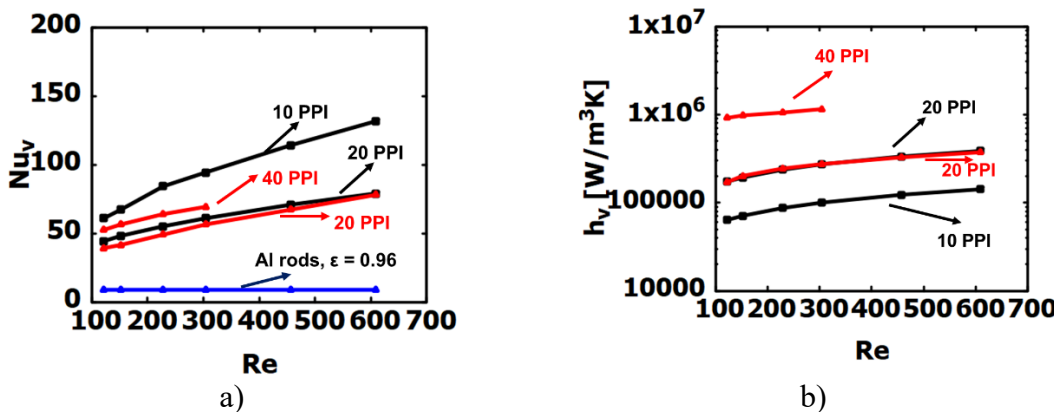 200
150
100
50
0
Nu_v
10 PPI
20 PPI
40 PPI
20 PPI
Al rods, ε = 0.96
100 200 300 400 500 600 700
Re
a)
1x10^7
1x10^6
100000
10000
h_v [W/m^3K]
40 PPI
20 PPI
20 PPI
10 PPI
100 200 300 400 500 600 700
Re
b)